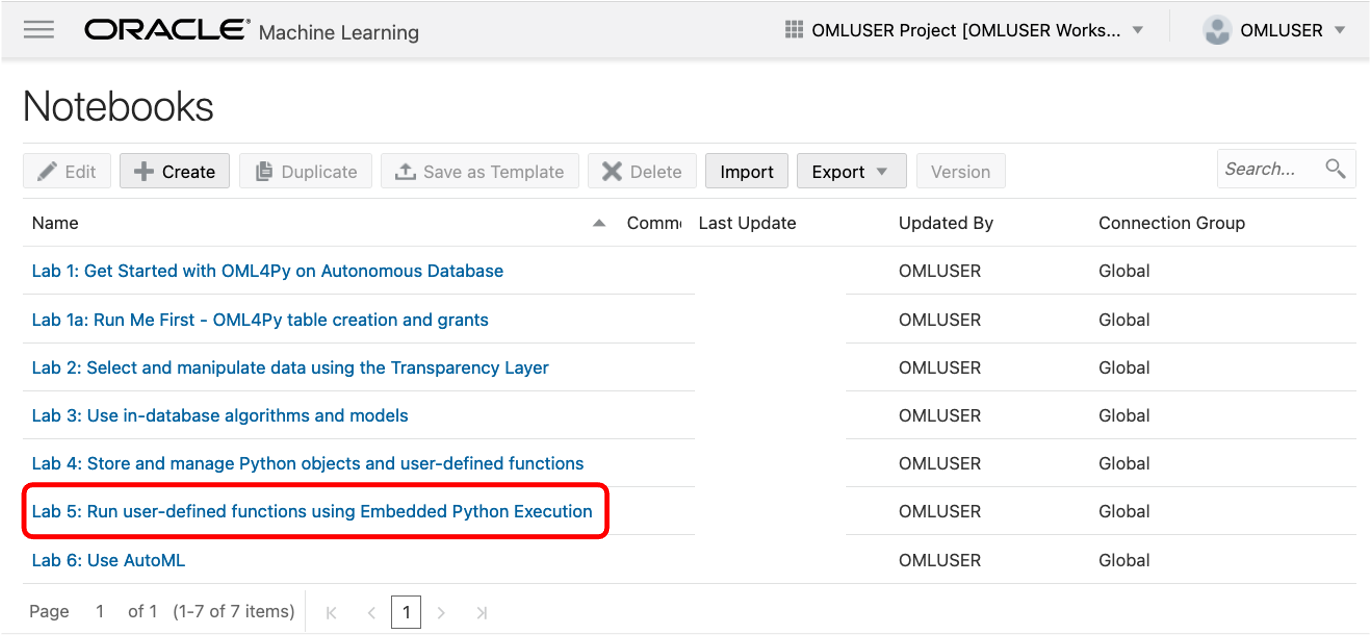 ORACLE® Machine Learning OMLUSER Project [OMLUSER Works... OMLUSER
Notebooks
Edit Create Duplicate Save as Template Delete Import Export Version Search...
Name Comme Last Update Updated By Connection Group
Lab 1: Get Started with OML4Py on Autonomous Database OMLUSER Global
Lab 1a: Run Me First - OML4Py table creation and grants OMLUSER Global
Lab 2: Select and manipulate data using the Transparency Layer OMLUSER Global
Lab 3: Use in-database algorithms and models OMLUSER Global
Lab 4: Store and manage Python objects and user-defined functions OMLUSER Global
Lab 5: Run user-defined functions using Embedded Python Execution OMLUSER Global
Lab 6: Use AutoML OMLUSER Global
Page 1 of 1 (1-7 of 7 items) 1